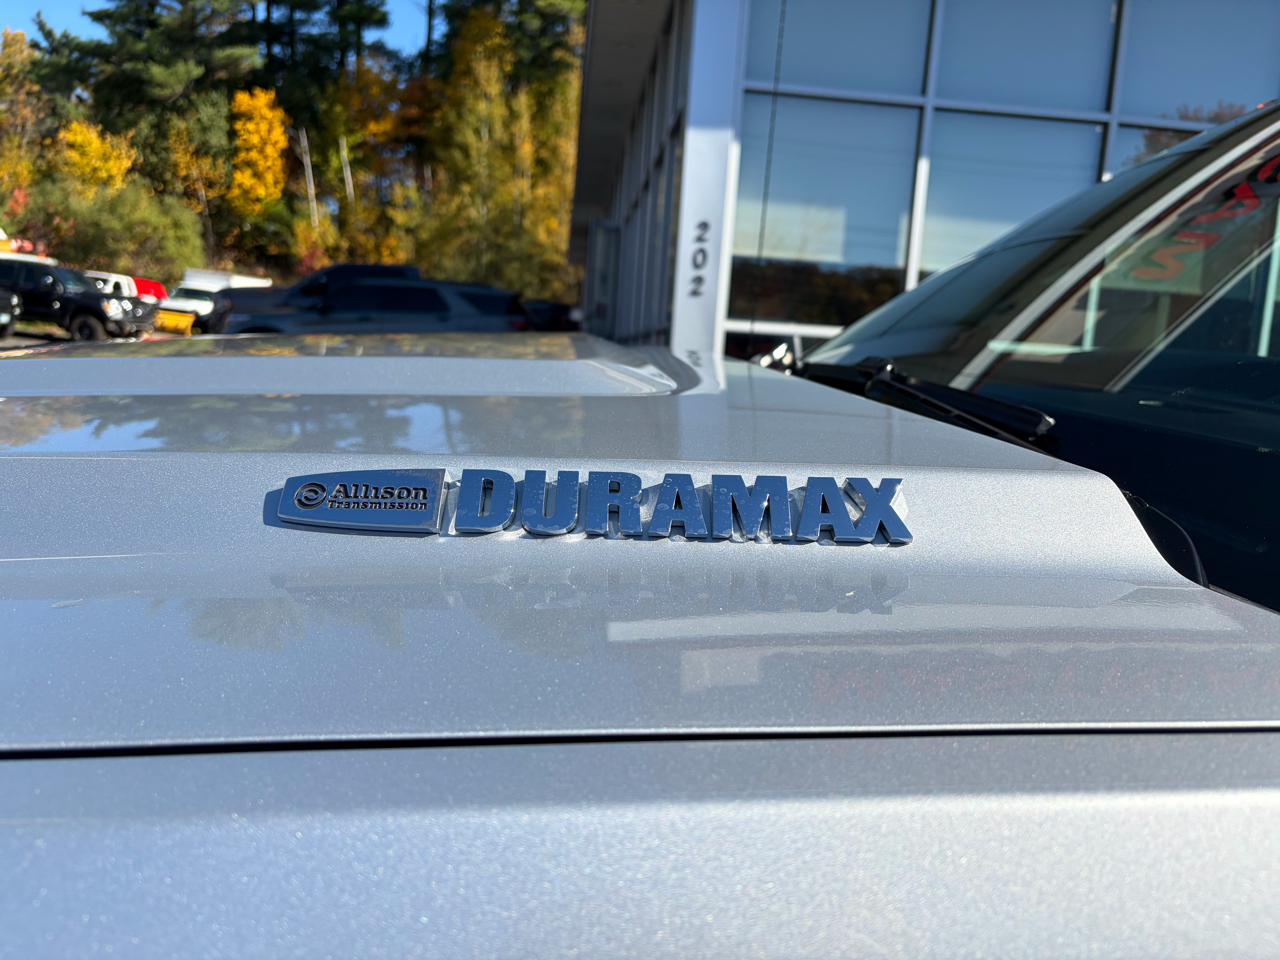 202
Allison DURAMAX
Transmission